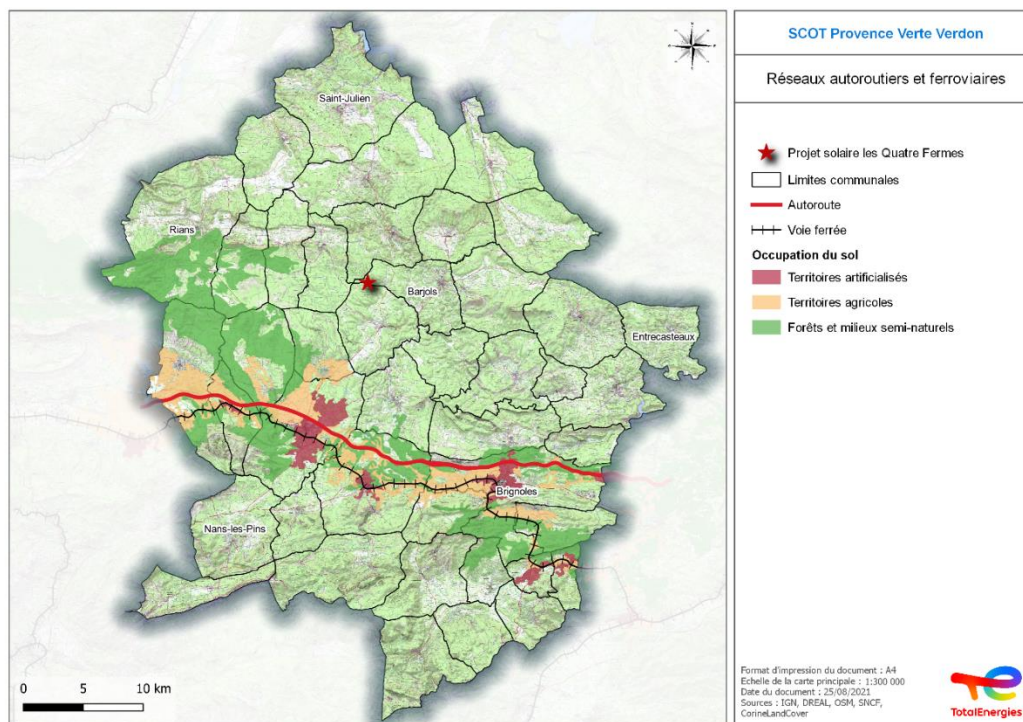 Saint-Julien
Rians
Barjols
Entrecasteaux
Brignoles
Nans-les-Pins
0 5 10 km
SCOT Provence Verte Verdon
Réseaux autoroutiers et ferroviaires
Projet solaire les Quatre Fermes
Limites communales
Autoroute
Voie ferrée
Occupation du sol
Territoires artificialisés
Territoires agricoles
Forêts et milieux semi-naturels
Format d'impression du document : A4
Echelle de la carte principale : 1:300 000
Date du document : 25/08/2021
Sources : IGN, DREAL, OSM, SNCF,
CorineLandCover
TotalEnergies